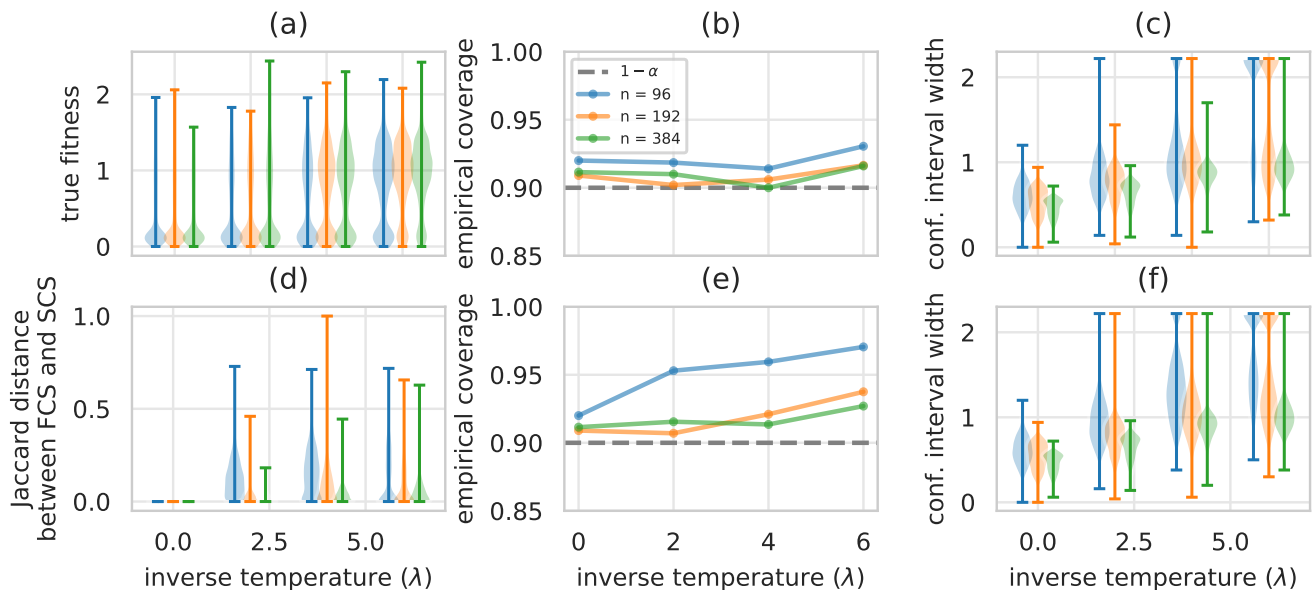 (a)
true fitness
2
1
0
(b)
empirical coverage
1.00
0.95
0.90
0.85
1 − α
n = 96
n = 192
n = 384
(c)
conf. interval width
2
1
0
(d)
Jaccard distance
between FCS and SCS
1.0
0.5
0.0
0.0
2.5
5.0
inverse temperature (λ)
(e)
empirical coverage
1.00
0.95
0.90
0.85
0
2
4
6
inverse temperature (λ)
(f)
conf. interval width
2
1
0
0.0
2.5
5.0
inverse temperature (λ)